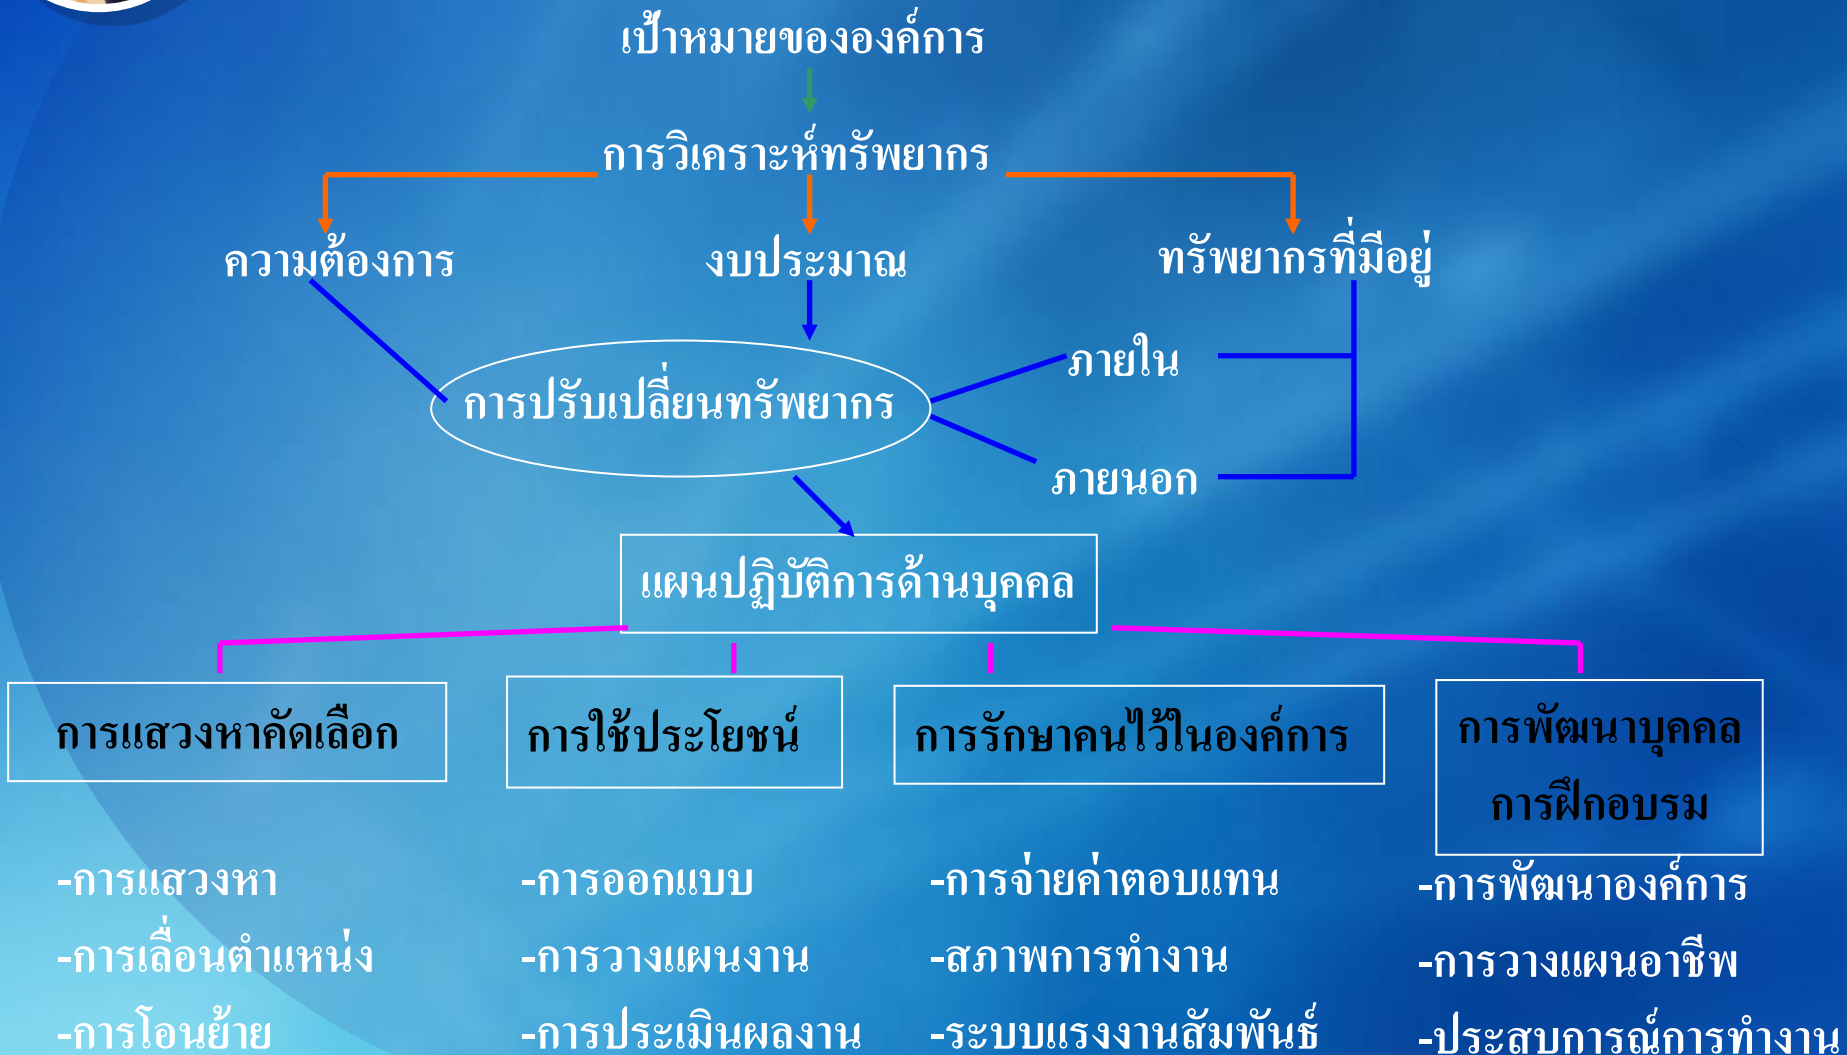 เป้าหมายขององค์การ
การวิเคราะห์ทรัพยากร
ความต้องการ
งบประมาณ
ทรัพยากรที่มีอยู่
ภายใน
การปรับเปลี่ยนทรัพยากร
ภายนอก
แผนปฏิบัติการด้านบุคคล
การแสวงหาคัดเลือก
-การแสวงหา
-การเลื่อนตำแหน่ง
-การโอนย้าย
การใช้ประโยชน์
-การออกแบบ
-การวางแผนงาน
-การประเมินผลงาน
การรักษาคนไว้ในองค์การ
-การจ่ายค่าตอบแทน
-สภาพการทำงาน
-ระบบแรงงานสัมพันธ์
การพัฒนาบุคคล
การฝึกอบรม
-การพัฒนาองค์การ
-การวางแผนอาชีพ
-ประสบการณ์การทำงาน